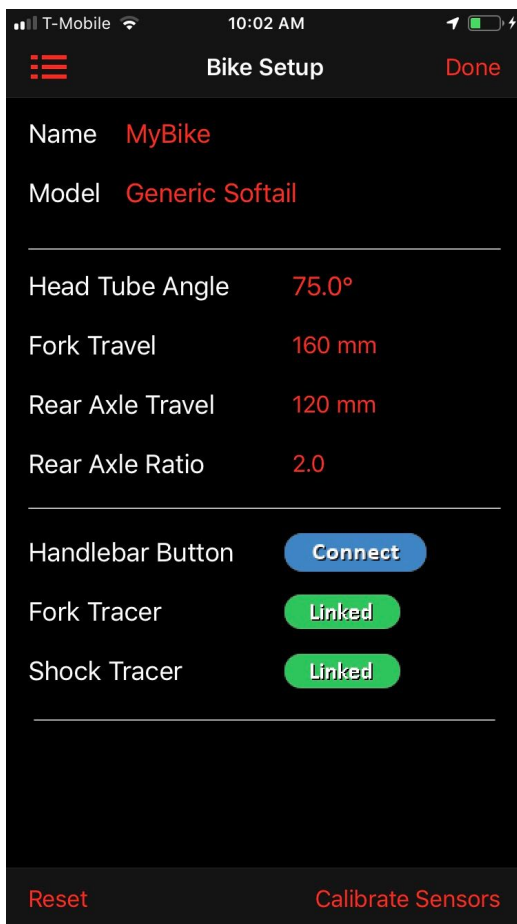 T-Mobile 10:02 AM
Bike Setup Done
Name MyBike
Model Generic Softail
Head Tube Angle 75.0°
Fork Travel 160 mm
Rear Axle Travel 120 mm
Rear Axle Ratio 2.0
Handlebar Button Connect
Fork Tracer Linked
Shock Tracer Linked
Reset Calibrate Sensors